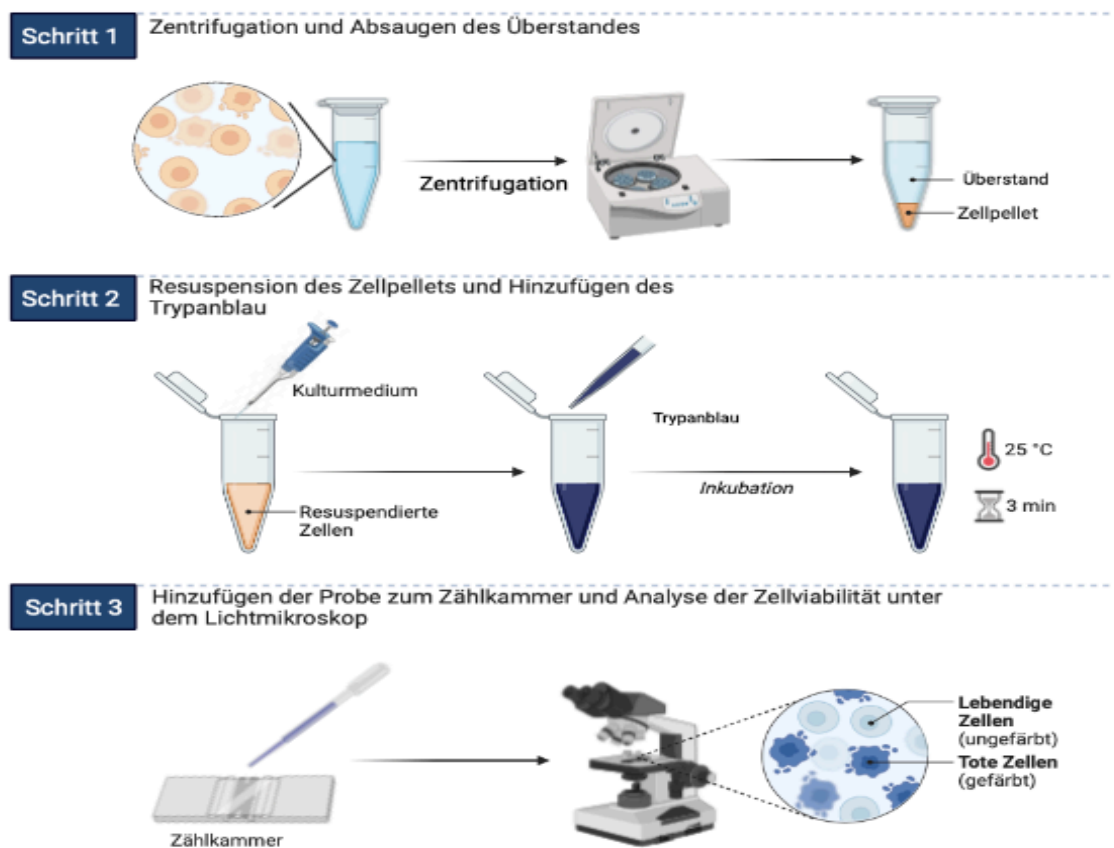 Schritt 1
Zentrifugation und Absaugen des Überstandes
Zentrifugation
Überstand
Zellpellet
Schritt 2
Resuspension des Zellpellets und Hinzufügen des
Trypanblau
Kulturmedium
Trypanblau
25 °C
Inkubation
3 min
Resuspendierte
Zellen
Schritt 3
Hinzufügen der Probe zum Zählkammer und Analyse der Zellviabilität unter
dem Lichtmikroskop
Lebendige
Zellen
(ungefärbt)
Tote Zellen
(gefärbt)
Zählkammer